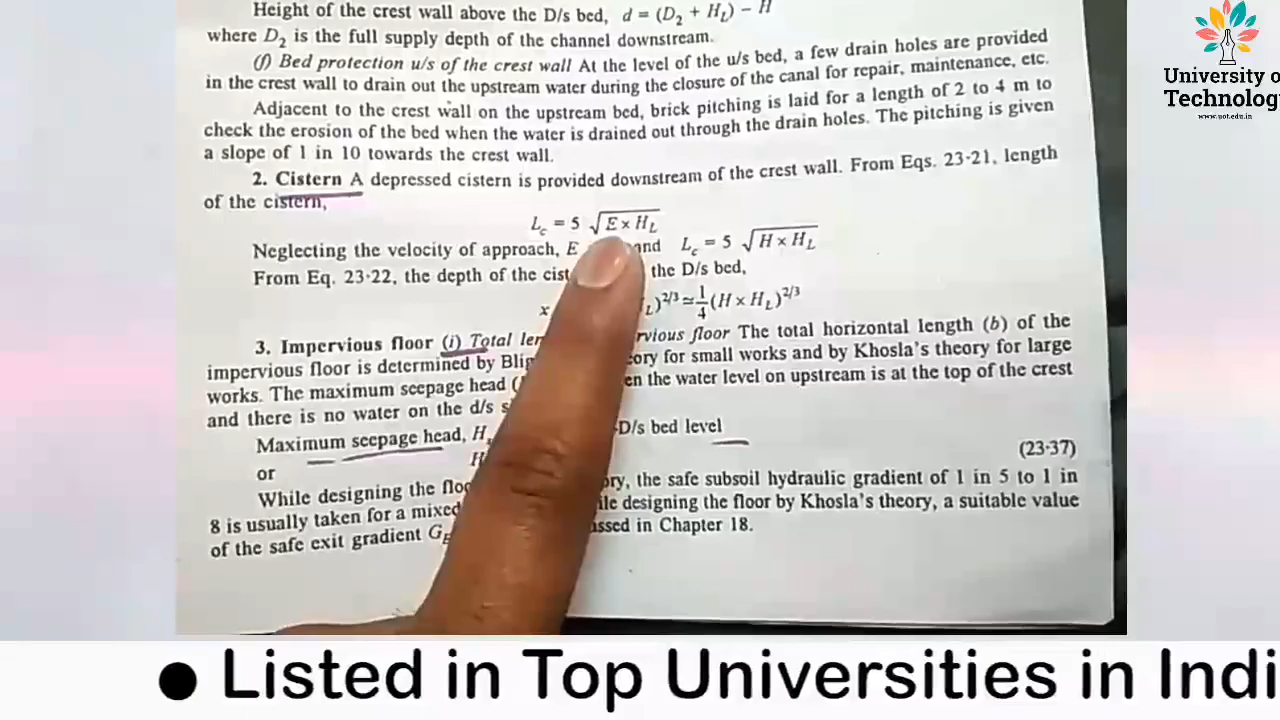 Height of the crest wall above the D/s bed, d = (D₂ + H_L) − H
where D₂ is the full supply depth of the channel downstream.
(f) Bed protection u/s of the crest wall At the level of the u/s bed, a few drain holes are provided
in the crest wall to drain out the upstream water during the closure of the canal for repair, maintenance, etc.
Adjacent to the crest wall on the upstream bed, brick pitching is laid for a length of 2 to 4 m to
check the erosion of the bed when the water is drained out through the drain holes. The pitching is given
a slope of 1 in 10 towards the crest wall.
2. Cistern A depressed cistern is provided downstream of the crest wall. From Eqs. 23·21, length
of the cistern,
L_c = 5 √(E × H_L)
Neglecting the velocity of approach, E and L_c = 5 √(H × H_L)
From Eq. 23·22, the depth of the the D/s bed,
x )^2/3 ≃ 1/4 (H × H_L)^2/3
3. Impervious floor (i) Total floor The total horizontal length (b) of the
impervious floor is determined by for small works and by Khosla's theory for large
works. The maximum seepage head the water level on upstream is at the top of the crest
and there is no water on the d/s
Maximum seepage head, D/s bed level
or (23·37)
While designing the the safe subsoil hydraulic gradient of 1 in 5 to 1 in
8 is usually taken for a mixed designing the floor by Khosla's theory, a suitable value
of the safe exit gradient in Chapter 18.
University of
Technology
www.uot.edu.in
● Listed in Top Universities in Indi